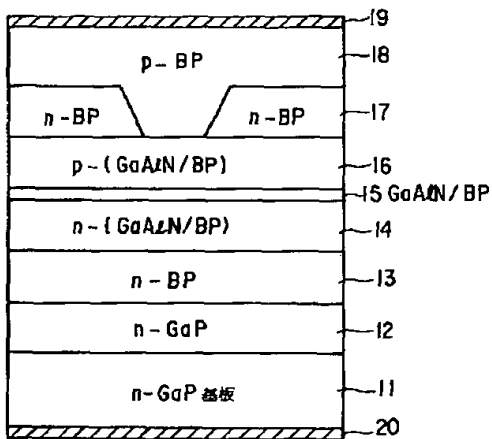 19
p-BP
18
n-BP
n-BP
17
p-(GaAlN/BP)
16
15 GaAlN/BP
n-(GaAlN/BP)
14
n-BP
13
n-GaP
12
n-GaP 基板
11
20